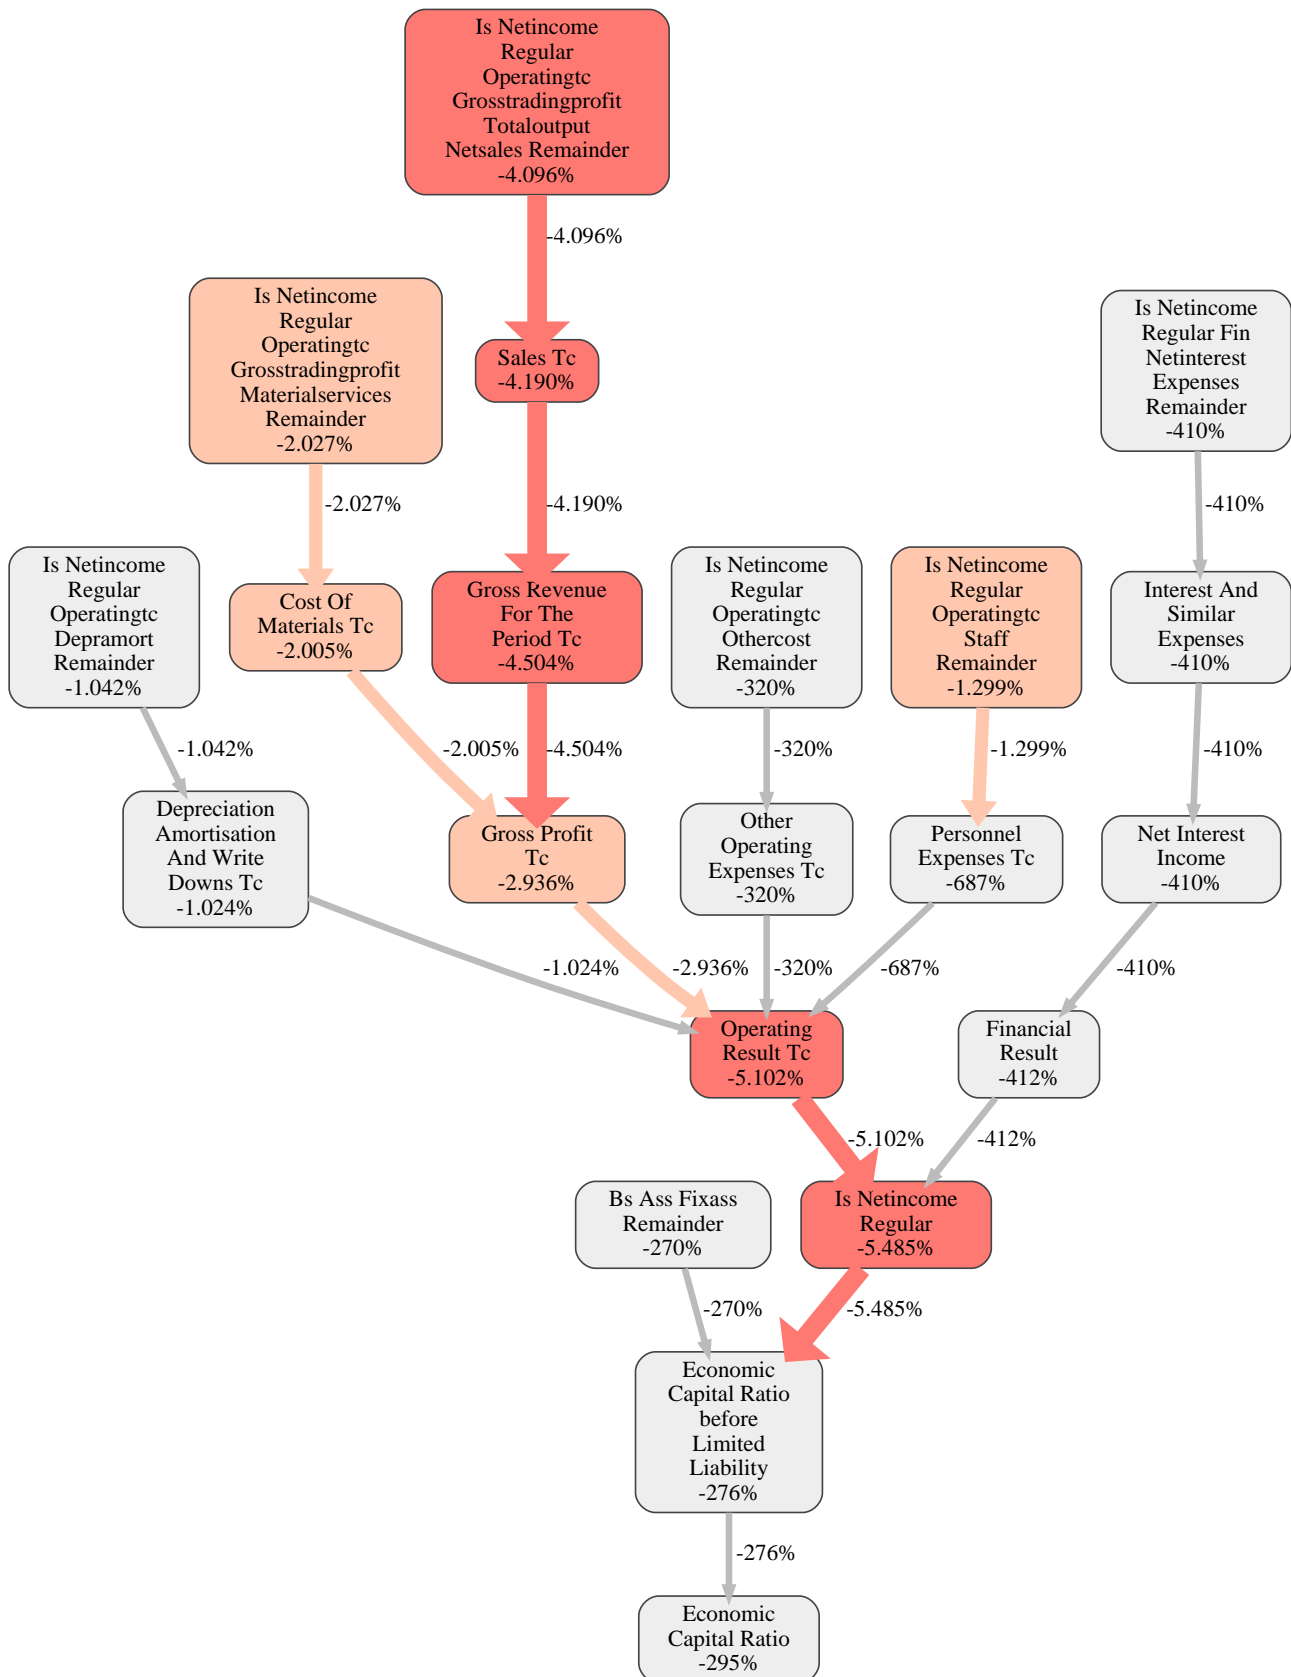 Is Netincome
Regular
Operatingtc
Grosstradingprofit
Totaloutput
Netsales Remainder
-4.096%
-4.096%
Is Netincome
Regular
Operatingtc
Grosstradingprofit
Materialservices
Remainder
-2.027%
Is Netincome
Regular Fin
Netinterest
Expenses
Remainder
-410%
Sales Tc
-4.190%
-2.027%
-4.190%
-410%
Is Netincome
Regular
Operatingtc
Depramort
Remainder
-1.042%
Cost Of
Materials Tc
-2.005%
Gross Revenue
For The
Period Tc
-4.504%
Is Netincome
Regular
Operatingtc
Othercost
Remainder
-320%
Is Netincome
Regular
Operatingtc
Staff
Remainder
-1.299%
Interest And
Similar
Expenses
-410%
-1.042%
-2.005%
-4.504%
-320%
-1.299%
-410%
Depreciation
Amortisation
And Write
Downs Tc
-1.024%
Gross Profit
Tc
-2.936%
Other
Operating
Expenses Tc
-320%
Personnel
Expenses Tc
-687%
Net Interest
Income
-410%
-1.024%
-2.936%
-320%
-687%
-410%
Operating
Result Tc
-5.102%
Financial
Result
-412%
-5.102%
-412%
Bs Ass Fixass
Remainder
-270%
Is Netincome
Regular
-5.485%
-270%
-5.485%
Economic
Capital Ratio
before
Limited
Liability
-276%
-276%
Economic
Capital Ratio
-295%